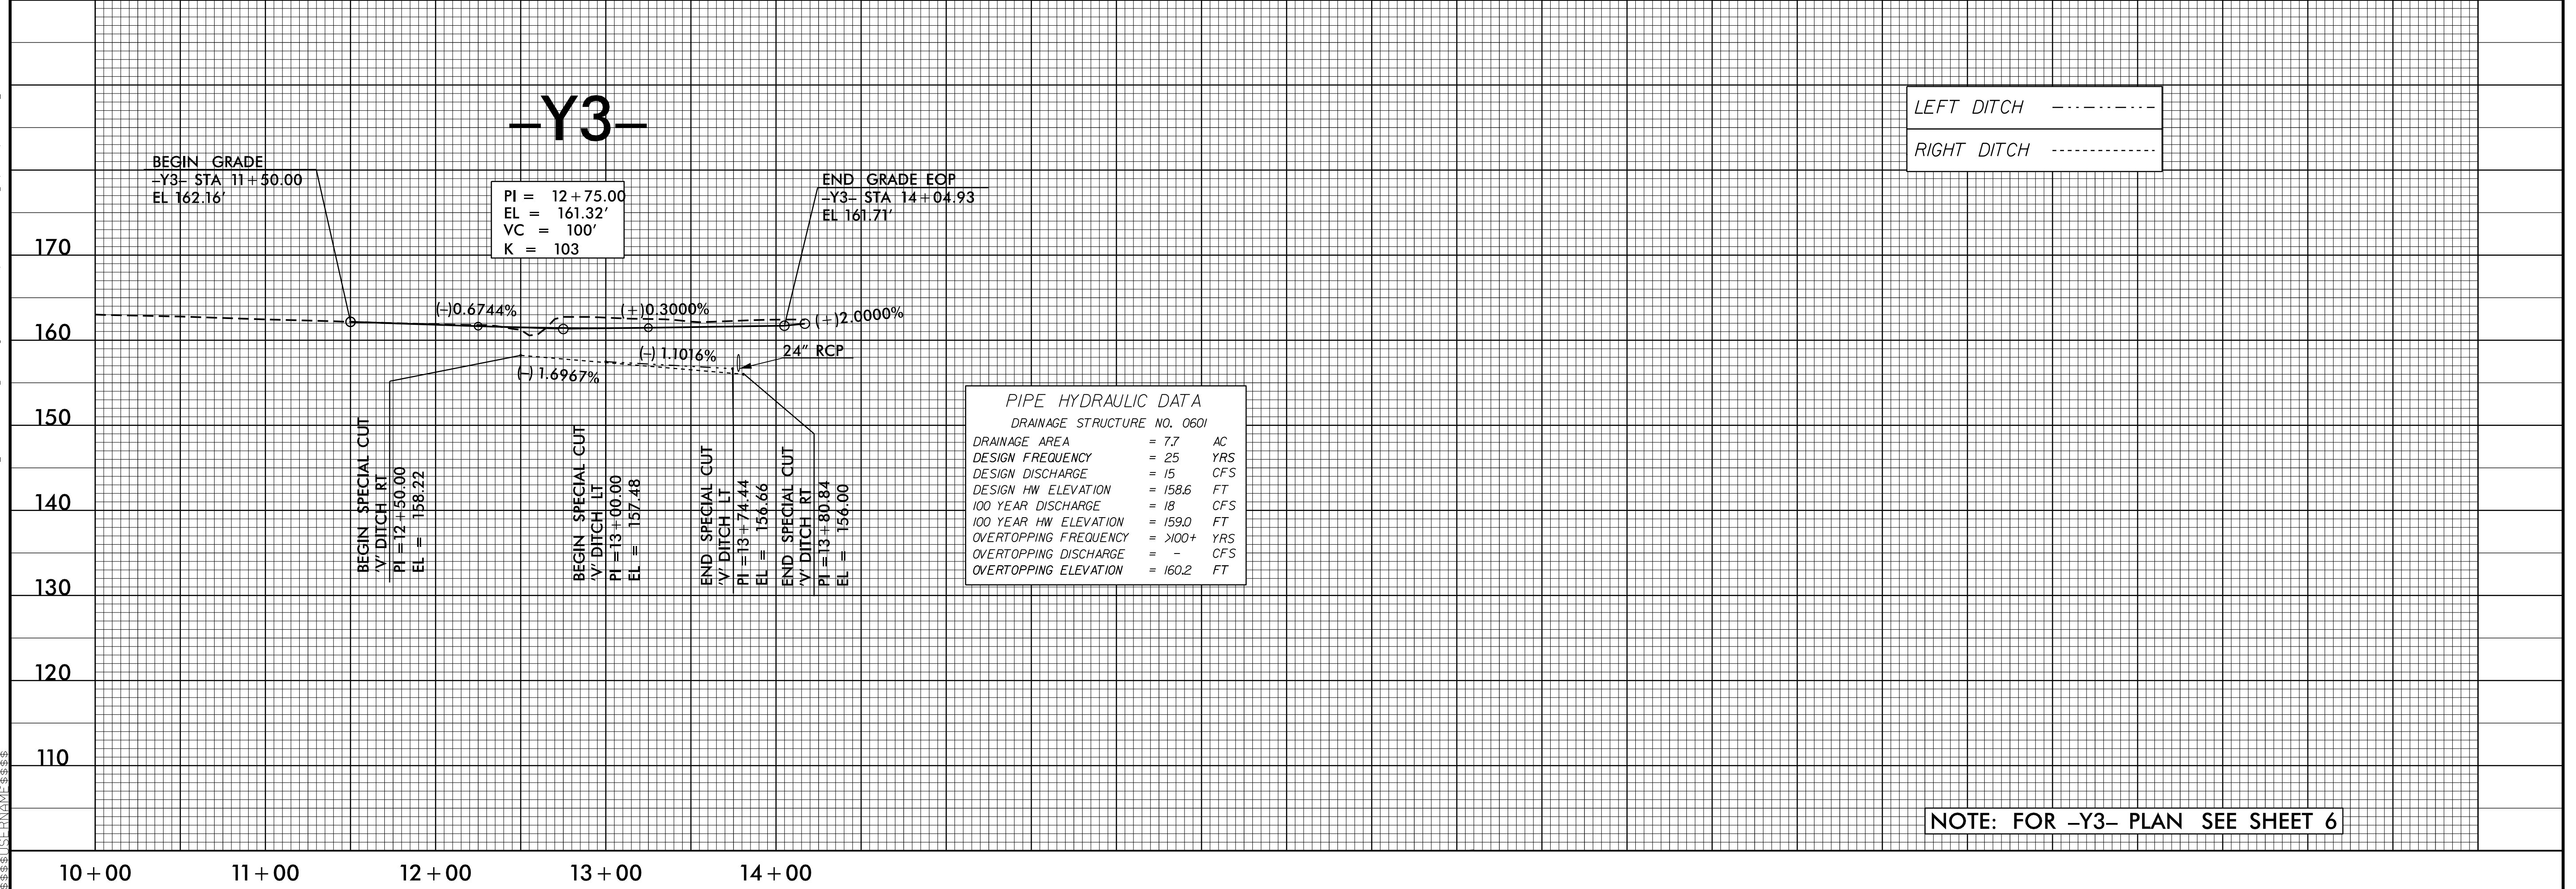 –Y3–
LEFT DITCH
RIGHT DITCH
BEGIN GRADE
–Y3– STA 11+50.00
EL 162.16'
PI = 12+75.00
EL = 161.32'
VC = 100'
K = 103
END GRADE EOP
–Y3– STA 14+04.93
EL 161.71'
170
160
150
140
130
120
110
(–)0.6744%
(+)0.3000%
(+)2.0000%
(–) 1.1016%
(–) 1.6967%
24" RCP
BEGIN SPECIAL CUT
'V' DITCH RT
PI =12+50.00
EL = 158.22
BEGIN SPECIAL CUT
'V' DITCH LT
PI=13+00.00
EL = 157.48
END SPECIAL CUT
'V' DITCH LT
PI=13+74.44
EL = 156.66
END SPECIAL CUT
'V' DITCH RT
PI=13+80.84
EL = 156.00
PIPE HYDRAULIC DATA
DRAINAGE STRUCTURE NO. 0601
DRAINAGE AREA = 7.7 AC
DESIGN FREQUENCY = 25 YRS
DESIGN DISCHARGE = 15 CFS
DESIGN HW ELEVATION = 158.6 FT
100 YEAR DISCHARGE = 18 CFS
100 YEAR HW ELEVATION = 159.0 FT
OVERTOPPING FREQUENCY = >100+ YRS
OVERTOPPING DISCHARGE = - CFS
OVERTOPPING ELEVATION = 160.2 FT
NOTE: FOR –Y3– PLAN SEE SHEET 6
10+00 11+00 12+00 13+00 14+00
$$$$USERNAME$$$$